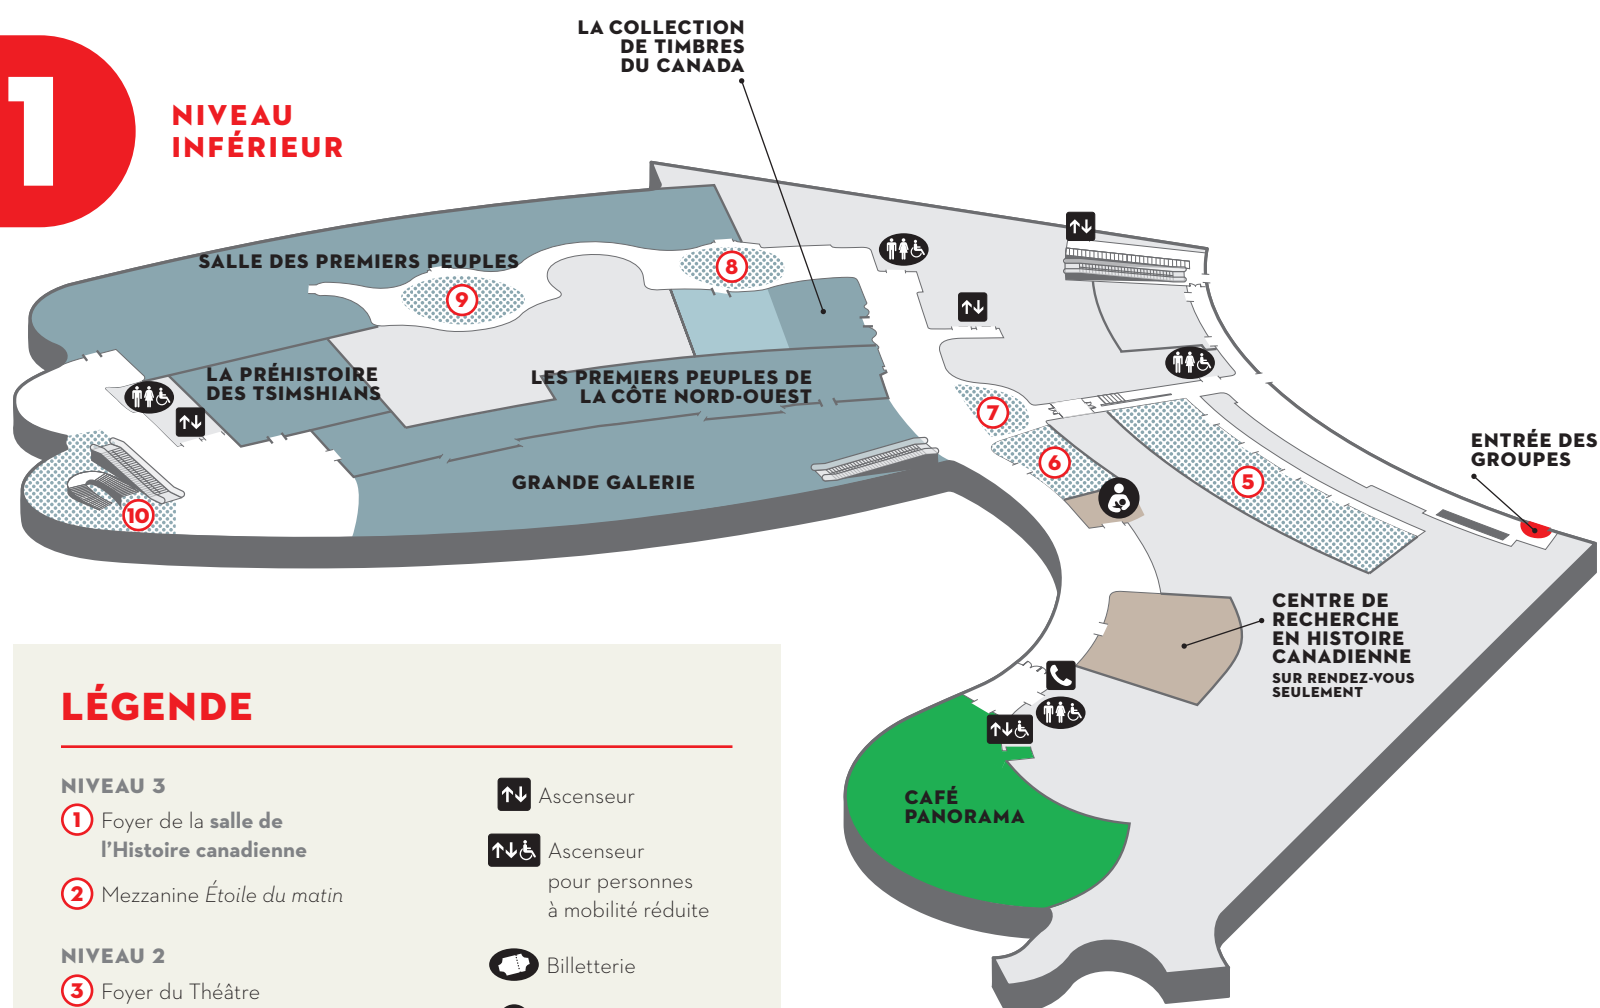 1
NIVEAU
INFÉRIEUR
LA COLLECTION
DE TIMBRES
DU CANADA
SALLE DES PREMIERS PEUPLES
8
9
LA PRÉHISTOIRE
DES TSIMSHIANS
LES PREMIERS PEUPLES DE
LA CÔTE NORD-OUEST
7
6
5
GRANDE GALERIE
10
ENTRÉE DES
GROUPES
CENTRE DE
RECHERCHE
EN HISTOIRE
CANADIENNE
SUR RENDEZ-VOUS
SEULEMENT
CAFÉ
PANORAMA
LÉGENDE
NIVEAU 3
1 Foyer de la salle de
l’Histoire canadienne
2 Mezzanine Étoile du matin
NIVEAU 2
3 Foyer du Théâtre
Ascenseur
Ascenseur
pour personnes
à mobilité réduite
Billetterie